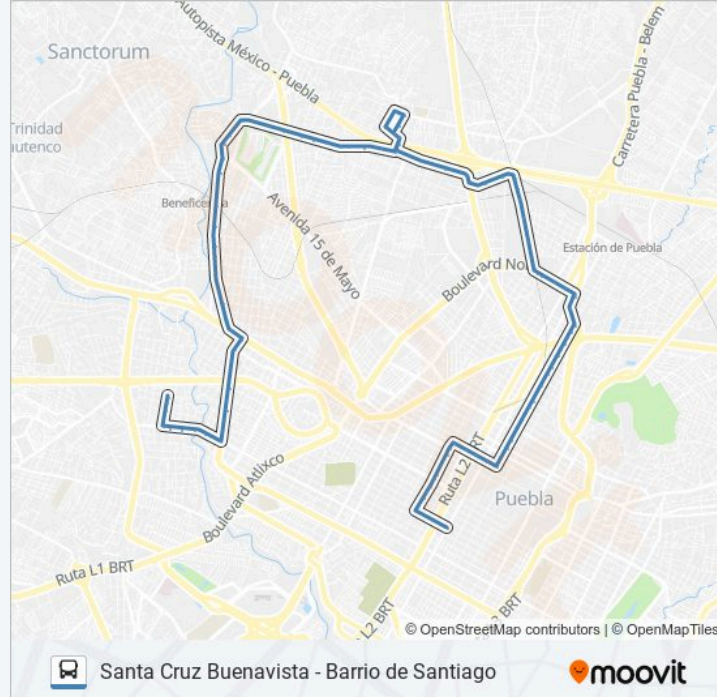 Autopista México - Puebla
Sanctorum
Carretera Puebla - Belem
Trinidad
autenco
Beneficencia
Avenida 15 de Mayo
Estación de Puebla
Boulevard No
Ruta L2 BRT
Puebla
Boulevard Atlixco
Ruta L1 BRT
L2 BRT
2 BRT
© OpenStreetMap contributors | © OpenMapTiles
Santa Cruz Buenavista - Barrio de Santiago
moovit